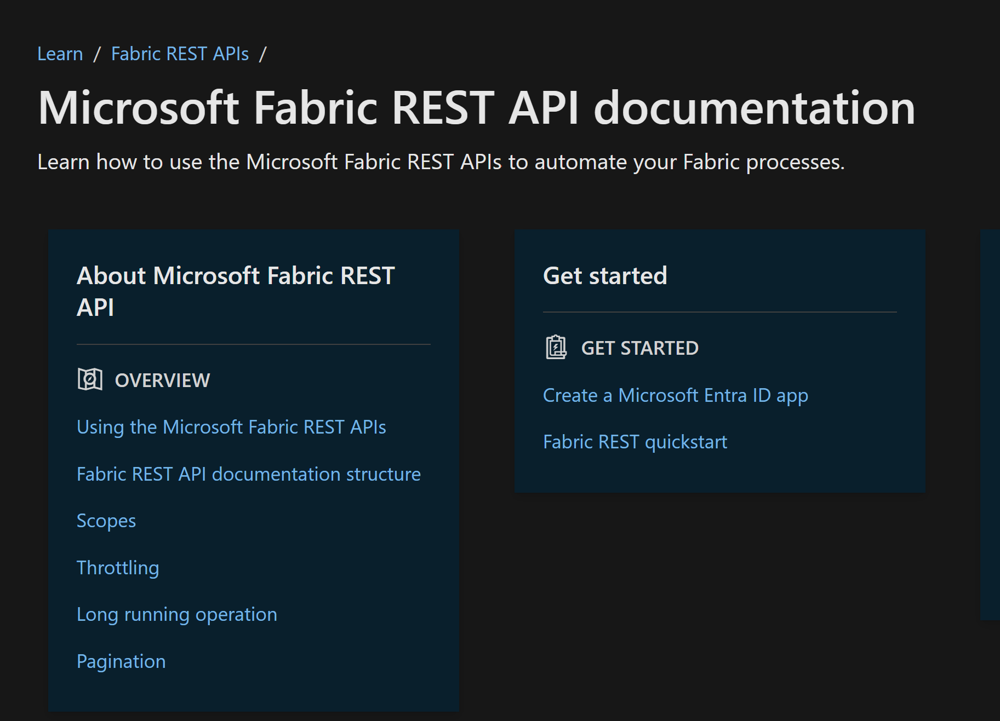 Learn / Fabric REST APIs /
Microsoft Fabric REST API documentation
Learn how to use the Microsoft Fabric REST APIs to automate your Fabric processes.
About Microsoft Fabric REST
API
OVERVIEW
Using the Microsoft Fabric REST APIs
Fabric REST API documentation structure
Scopes
Throttling
Long running operation
Pagination
Get started
GET STARTED
Create a Microsoft Entra ID app
Fabric REST quickstart